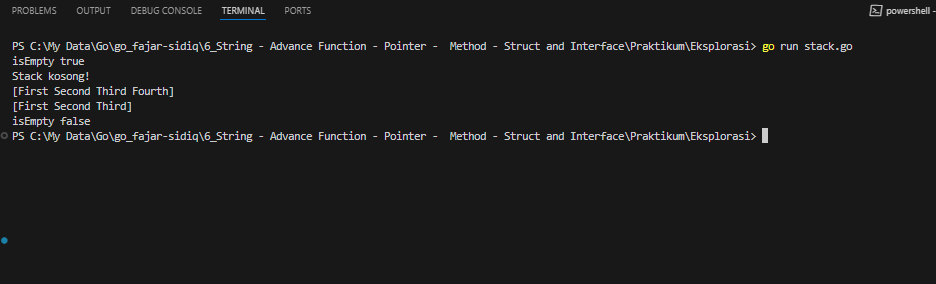 PROBLEMS OUTPUT DEBUG CONSOLE TERMINAL PORTS powershell -
PS C:\My Data\Go\go_fajar-sidiq\6_String - Advance Function - Pointer -  Method - Struct and Interface\Praktikum\Eksplorasi> go run stack.go
isEmpty true
Stack kosong!
[First Second Third Fourth]
[First Second Third]
isEmpty false
PS C:\My Data\Go\go_fajar-sidiq\6_String - Advance Function - Pointer -  Method - Struct and Interface\Praktikum\Eksplorasi>